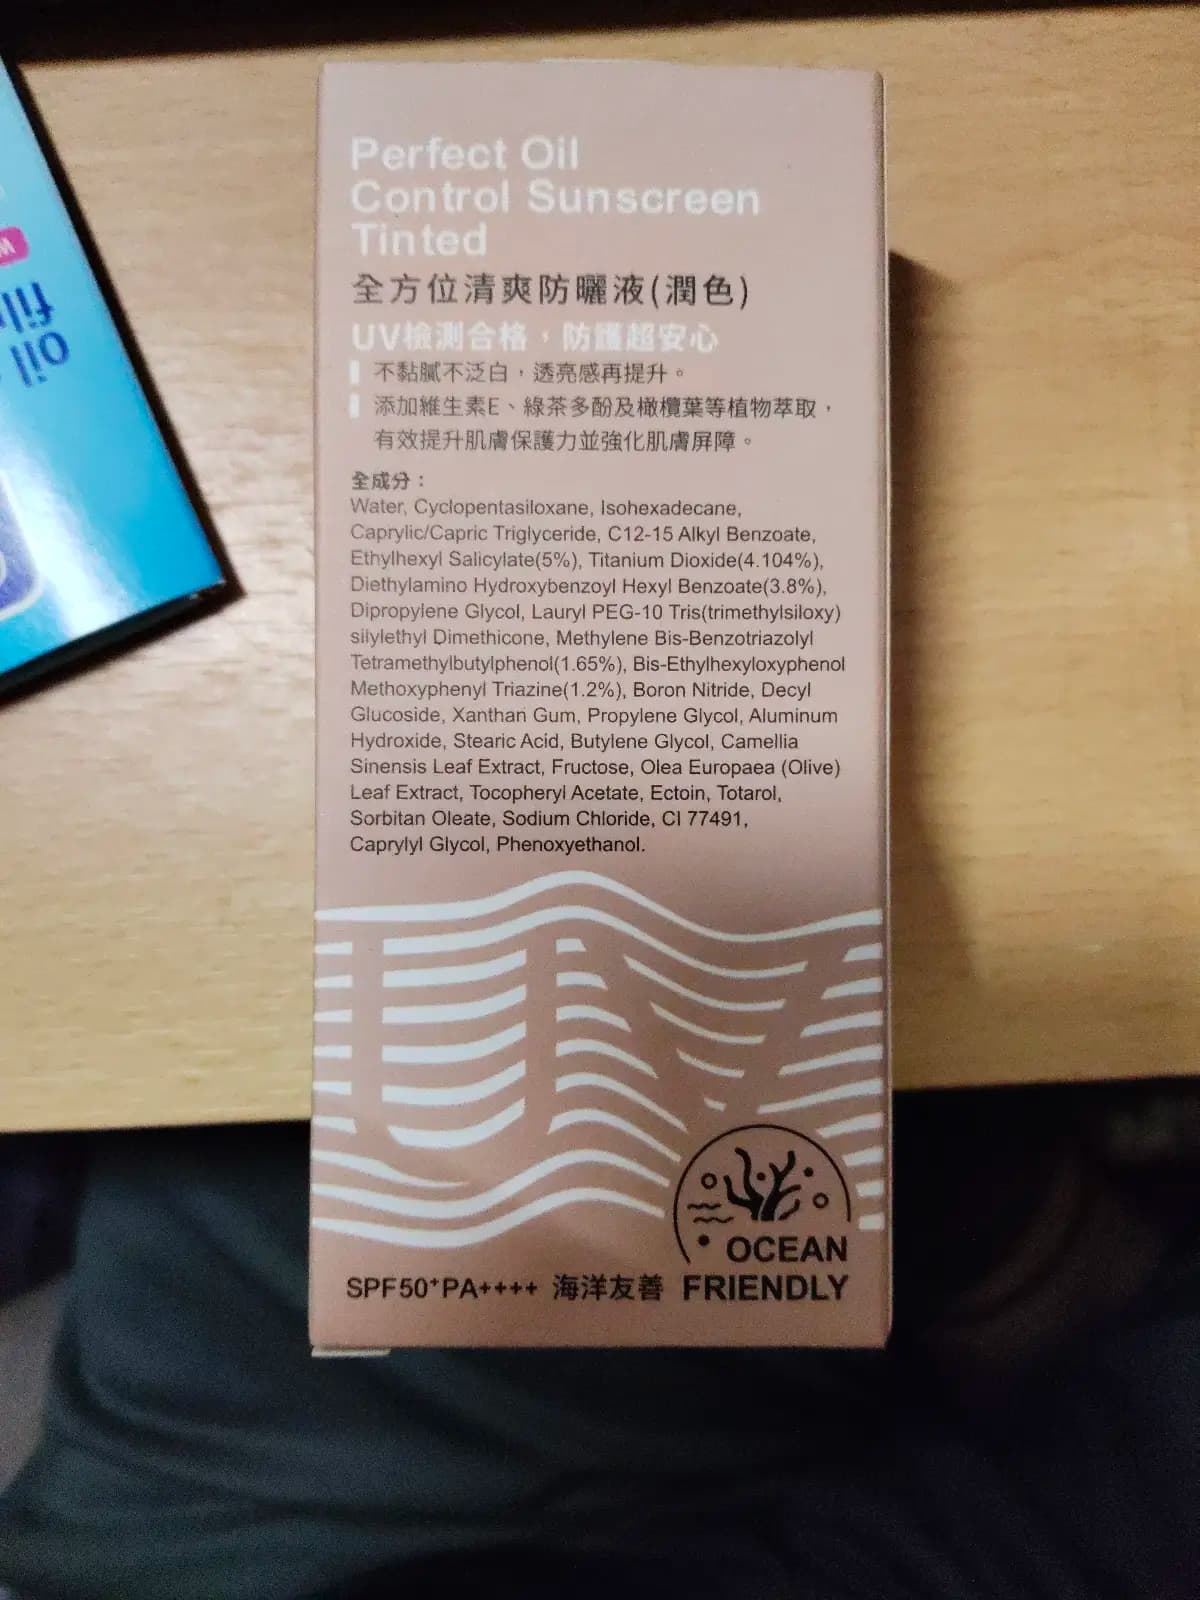 Perfect Oil
Control Sunscreen
Tinted
全方位清爽防曬液(潤色)
UV檢測合格，防護超安心
不黏膩不泛白，透亮感再提升。
添加維生素E、綠茶多酚及橄欖葉等植物萃取，
有效提升肌膚保護力並強化肌膚屏障。
全成分：
Water, Cyclopentasiloxane, Isohexadecane,
Caprylic/Capric Triglyceride, C12-15 Alkyl Benzoate,
Ethylhexyl Salicylate(5%), Titanium Dioxide(4.104%),
Diethylamino Hydroxybenzoyl Hexyl Benzoate(3.8%),
Dipropylene Glycol, Lauryl PEG-10 Tris(trimethylsiloxy)
silylethyl Dimethicone, Methylene Bis-Benzotriazolyl
Tetramethylbutylphenol(1.65%), Bis-Ethylhexyloxyphenol
Methoxyphenyl Triazine(1.2%), Boron Nitride, Decyl
Glucoside, Xanthan Gum, Propylene Glycol, Aluminum
Hydroxide, Stearic Acid, Butylene Glycol, Camellia
Sinensis Leaf Extract, Fructose, Olea Europaea (Olive)
Leaf Extract, Tocopheryl Acetate, Ectoin, Totarol,
Sorbitan Oleate, Sodium Chloride, CI 77491,
Caprylyl Glycol, Phenoxyethanol.
UV
OCEAN
SPF50⁺PA++++ 海洋友善 FRIENDLY
oil